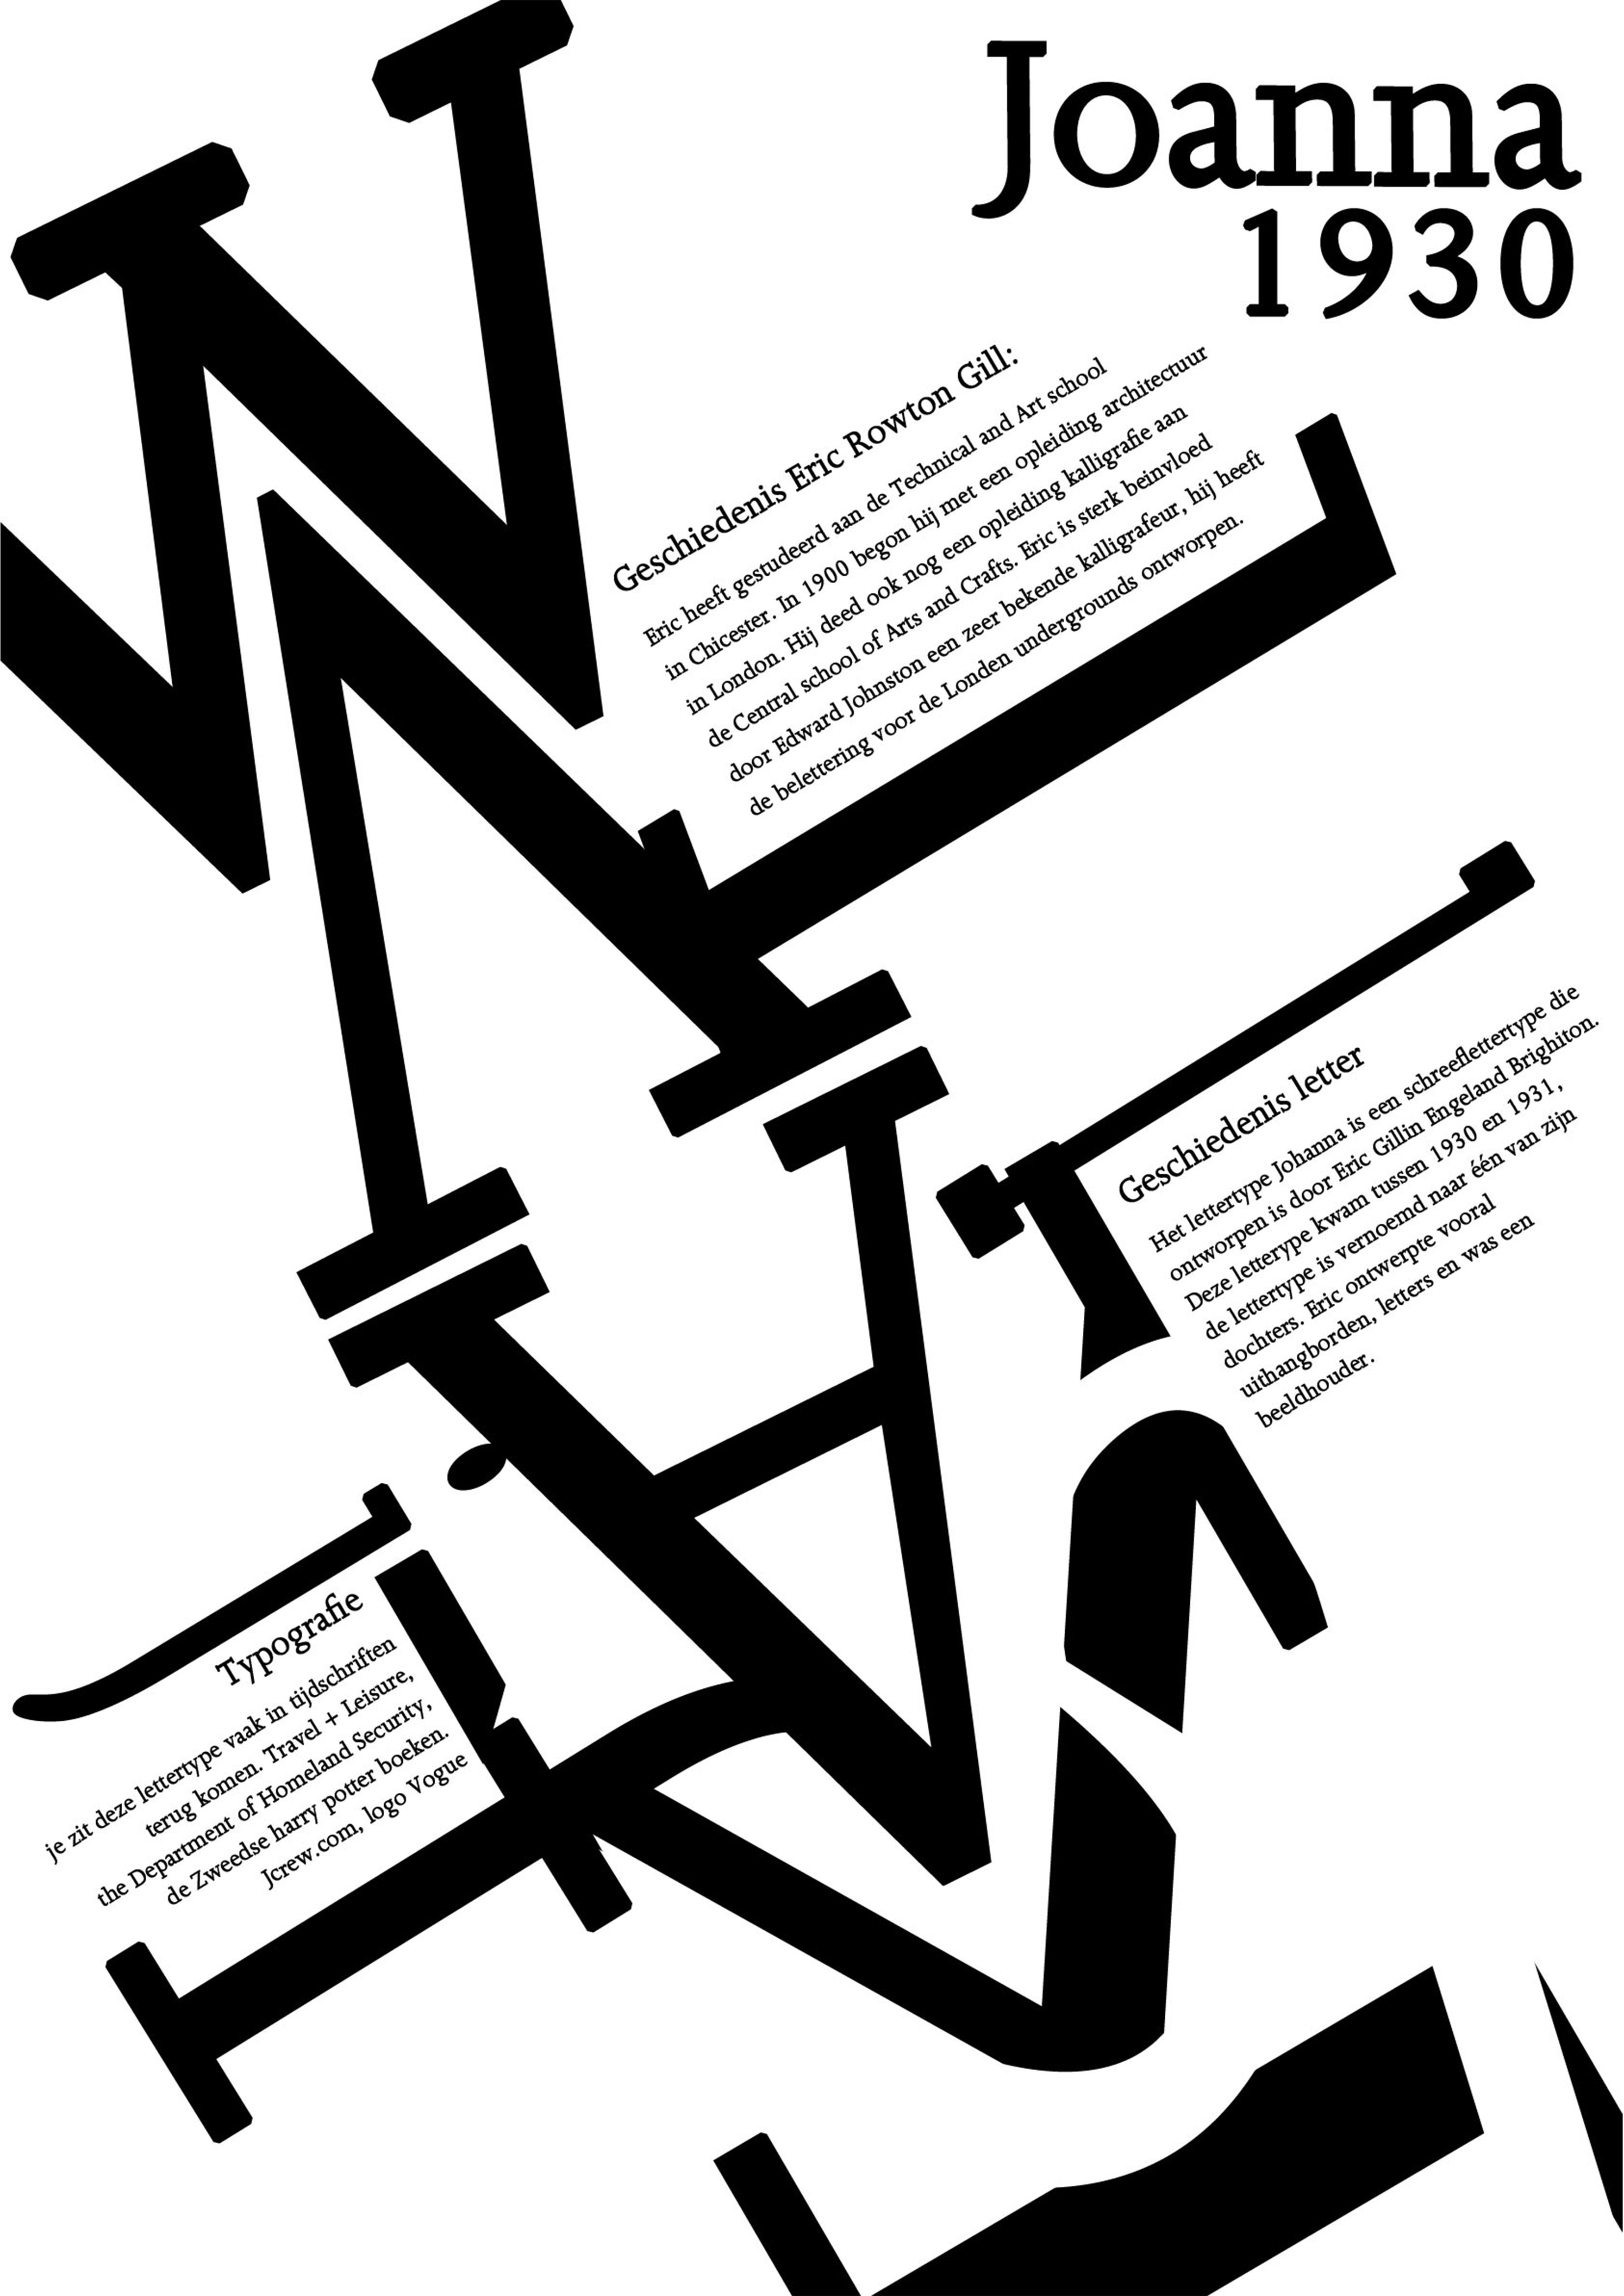 Joanna
1930
Geschiedenis Eric Rowton Gill:
Eric heeft gestudeerd aan de Technical and Art school
in Chicester. In 1900 begon hij met een opleiding architectuur
in London. Hij deed ook nog een opleiding kalligrafie aan
de Central school of Arts and Crafts. Eric is sterk beinvloed
door Edward Johnston een zeer bekende kalligrafeur, hij heeft
de belettering voor de Londen undergrounds ontworpen.
Geschiedenis letter
Het lettertype Johanna is een schreeflettertype die
ontworpen is door Eric Gillin Engeland Brighiton.
Deze letterype kwam tussen 1930 en 1931,
de lettertype is vernoemd naar één van zijn
dochters. Eric ontwerpte vooral
uithangborden, letters en was een
beeldhouder.
Typografie
je zit deze lettertype vaak in tijdschriften
terug komen. Travel + Leisure,
the Department of Homeland Security,
de Zweedse harry potter boeken.
Jcrew.com, logo Vogue